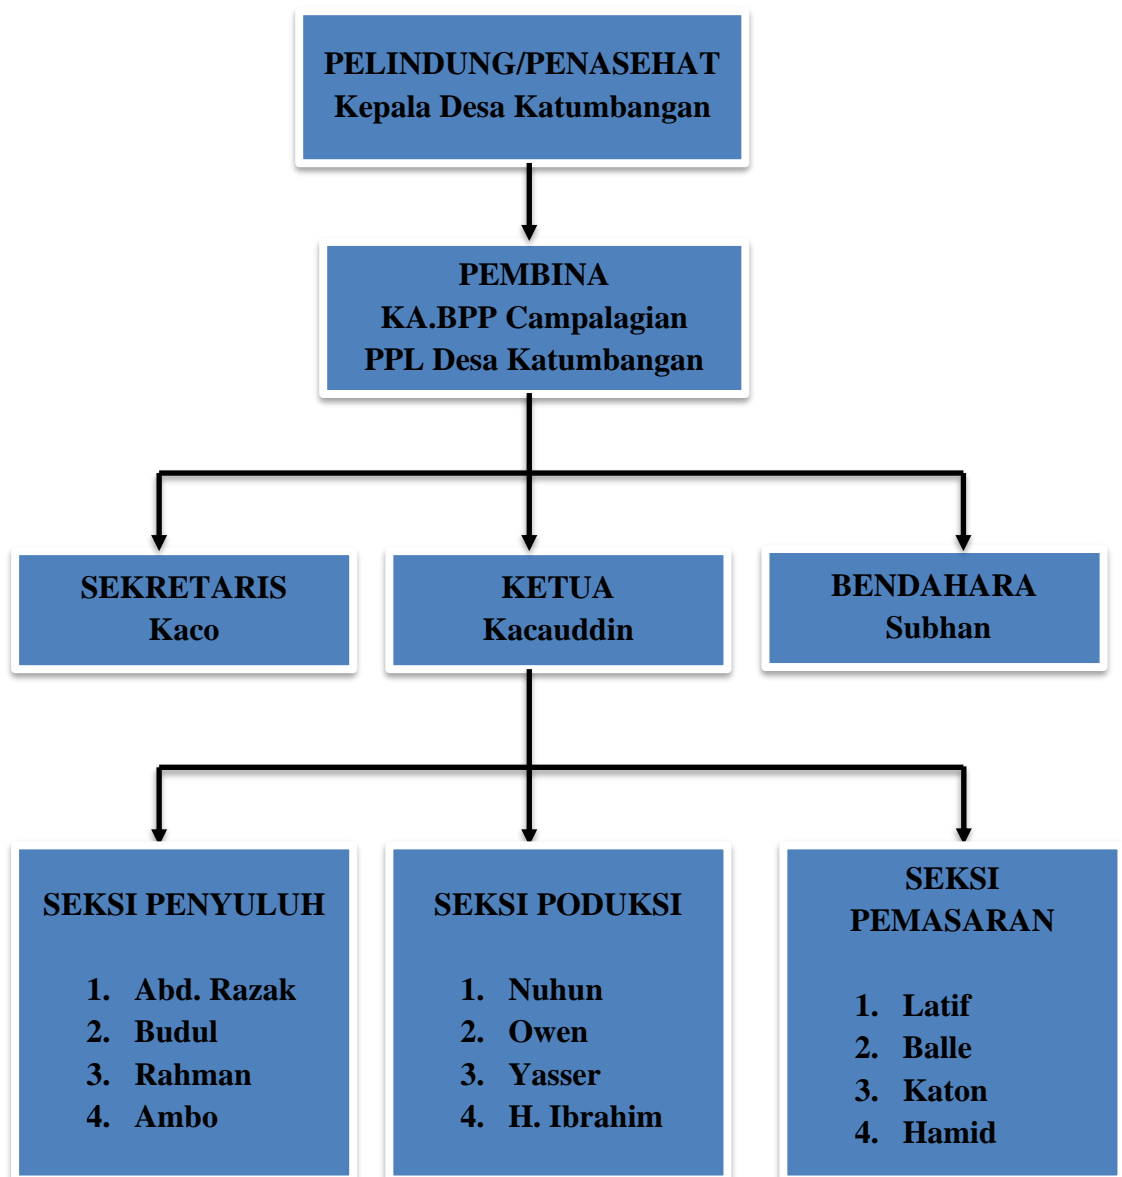 PELINDUNG/PENASEHAT
Kepala Desa Katumbangan
PEMBINA
KA.BPP Campalagian
PPL Desa Katumbangan
SEKRETARIS
Kaco
KETUA
Kacauddin
BENDAHARA
Subhan
SEKSI PENYULUH
1. Abd. Razak
2. Budul
3. Rahman
4. Ambo
SEKSI PODUKSI
1. Nuhun
2. Owen
3. Yasser
4. H. Ibrahim
SEKSI
PEMASARAN
1. Latif
2. Balle
3. Katon
4. Hamid